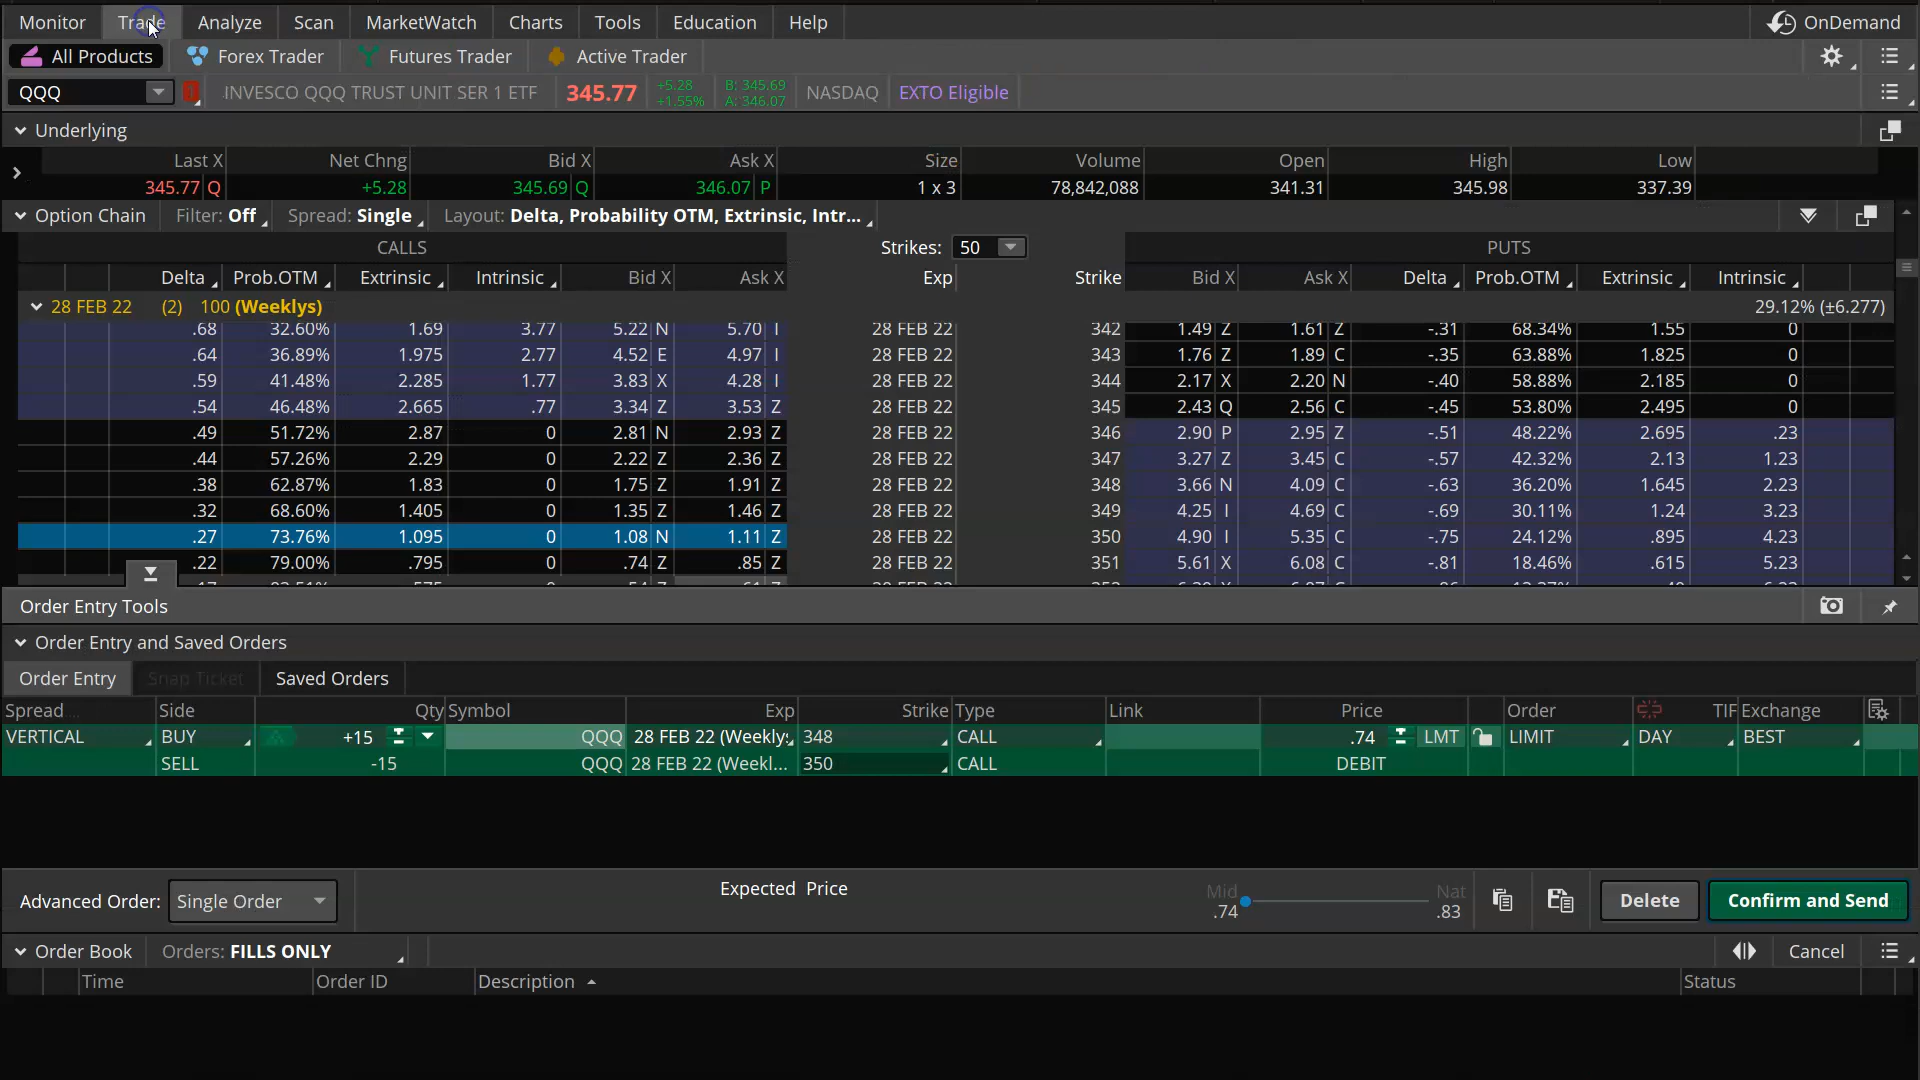 Monitor Trade Analyze Scan MarketWatch Charts Tools Education Help OnDemand
All Products Forex Trader Futures Trader Active Trader
QQQ INVESCO QQQ TRUST UNIT SER 1 ETF 345.77 +5.28 +1.55% B: 345.69 A: 346.07 NASDAQ EXTO Eligible
Underlying
Last X Net Chng Bid X Ask X Size Volume Open High Low
345.77 Q +5.28 345.69 Q 346.07 P 1 x 3 78,842,088 341.31 345.98 337.39
Option Chain Filter: Off Spread: Single Layout: Delta, Probability OTM, Extrinsic, Intr...
CALLS Strikes: 50 PUTS
Delta Prob.OTM Extrinsic Intrinsic Bid X Ask X Exp Strike Bid X Ask X Delta Prob.OTM Extrinsic Intrinsic
28 FEB 22 (2) 100 (Weeklys) 29.12% (±6.277)
.68 32.60% 1.69 3.77 5.22 N 5.70 I 28 FEB 22 342 1.49 Z 1.61 Z -.31 68.34% 1.55 0
.64 36.89% 1.975 2.77 4.52 E 4.97 I 28 FEB 22 343 1.76 Z 1.89 C -.35 63.88% 1.825 0
.59 41.48% 2.285 1.77 3.83 X 4.28 I 28 FEB 22 344 2.17 X 2.20 N -.40 58.88% 2.185 0
.54 46.48% 2.665 .77 3.34 Z 3.53 Z 28 FEB 22 345 2.43 Q 2.56 C -.45 53.80% 2.495 0
.49 51.72% 2.87 0 2.81 N 2.93 Z 28 FEB 22 346 2.90 P 2.95 Z -.51 48.22% 2.695 .23
.44 57.26% 2.29 0 2.22 Z 2.36 Z 28 FEB 22 347 3.27 Z 3.45 C -.57 42.32% 2.13 1.23
.38 62.87% 1.83 0 1.75 Z 1.91 Z 28 FEB 22 348 3.66 N 4.09 C -.63 36.20% 1.645 2.23
.32 68.60% 1.405 0 1.35 Z 1.46 Z 28 FEB 22 349 4.25 I 4.69 C -.69 30.11% 1.24 3.23
.27 73.76% 1.095 0 1.08 N 1.11 Z 28 FEB 22 350 4.90 I 5.35 C -.75 24.12% .895 4.23
.22 79.00% .795 0 .74 Z .85 Z 28 FEB 22 351 5.61 X 6.08 C -.81 18.46% .615 5.23
Order Entry Tools
Order Entry and Saved Orders
Order Entry Snap Ticket Saved Orders
Spread Side Qty Symbol Exp Strike Type Link Price Order TIF Exchange
VERTICAL BUY +15 QQQ 28 FEB 22 (Weekly 348 CALL .74 LMT LIMIT DAY BEST
SELL -15 QQQ 28 FEB 22 (Weekl... 350 CALL DEBIT
Advanced Order: Single Order Expected Price Mid .74 Nat .83 Delete Confirm and Send
Order Book Orders: FILLS ONLY Cancel
Time Order ID Description Status